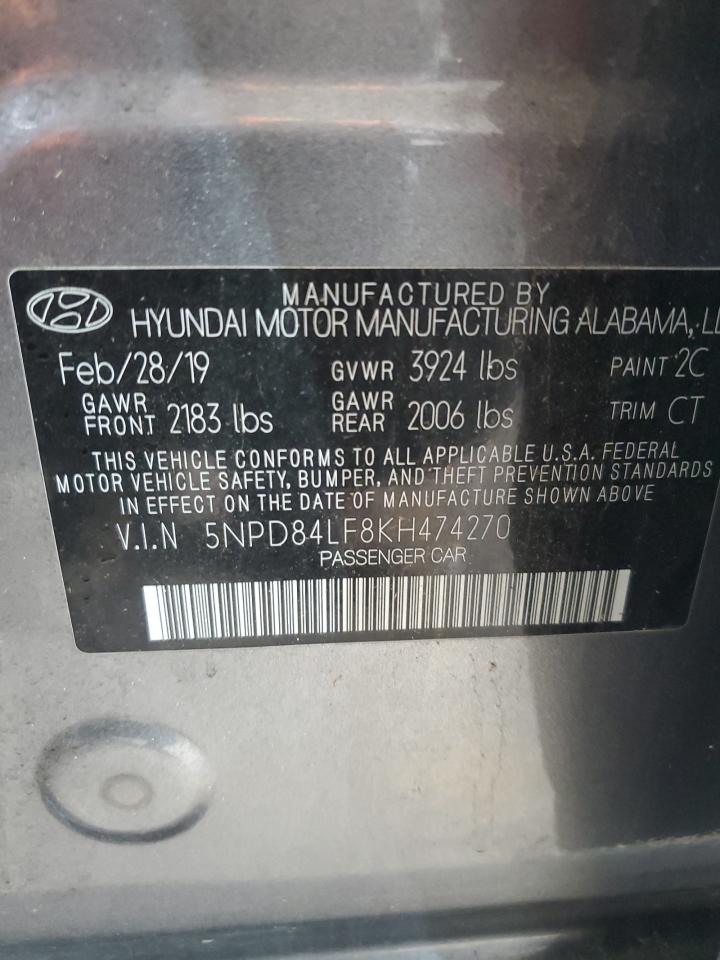 MANUFACTURED BY
HYUNDAI MOTOR MANUFACTURING ALABAMA,
Feb/28/19 GVWR 3924 lbs PAINT 2C
GAWR FRONT 2183 lbs GAWR REAR 2006 lbs TRIM CT
THIS VEHICLE CONFORMS TO ALL APPLICABLE U.S.A. FEDERAL
MOTOR VEHICLE SAFETY, BUMPER, AND THEFT PREVENTION STANDARDS
IN EFFECT ON THE DATE OF MANUFACTURE SHOWN ABOVE
V.I.N 5NPD84LF8KH474270
PASSENGER CAR